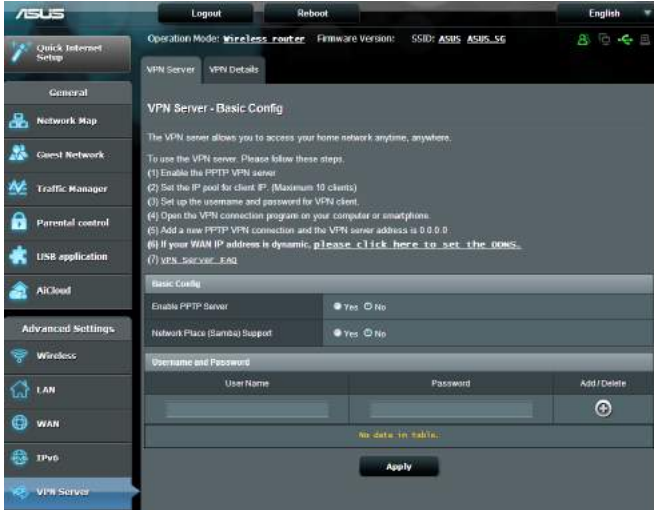 ASUS
Logout
Reboot
English
Operation Mode: Wireless router Firmware Version: SSID: ASUS ASUS_5G
Quick Internet Setup
General
Network Map
Guest Network
Traffic Manager
Parental control
USB application
AiCloud
Advanced Settings
Wireless
LAN
WAN
IPv6
VPN Server
VPN Server
VPN Details
VPN Server - Basic Config
The VPN server allows you to access your home network anytime, anywhere.
To use the VPN server. Please follow these steps.
(1) Enable the PPTP VPN server
(2) Set the IP pool for client IP. (Maximum 10 clients)
(3) Set up the username and password for VPN client.
(4) Open the VPN connection program on your computer or smartphone.
(5) Add a new PPTP VPN connection and the VPN server address is 0.0.0.0
(6) If your WAN IP address is dynamic, please click here to set the DDNS.
(7) VPN Server FAQ
Basic Config
Enable PPTP Server Yes No
Network Place (Samba) Support Yes No
Username and Password
User Name Password Add / Delete
No data in table.
Apply